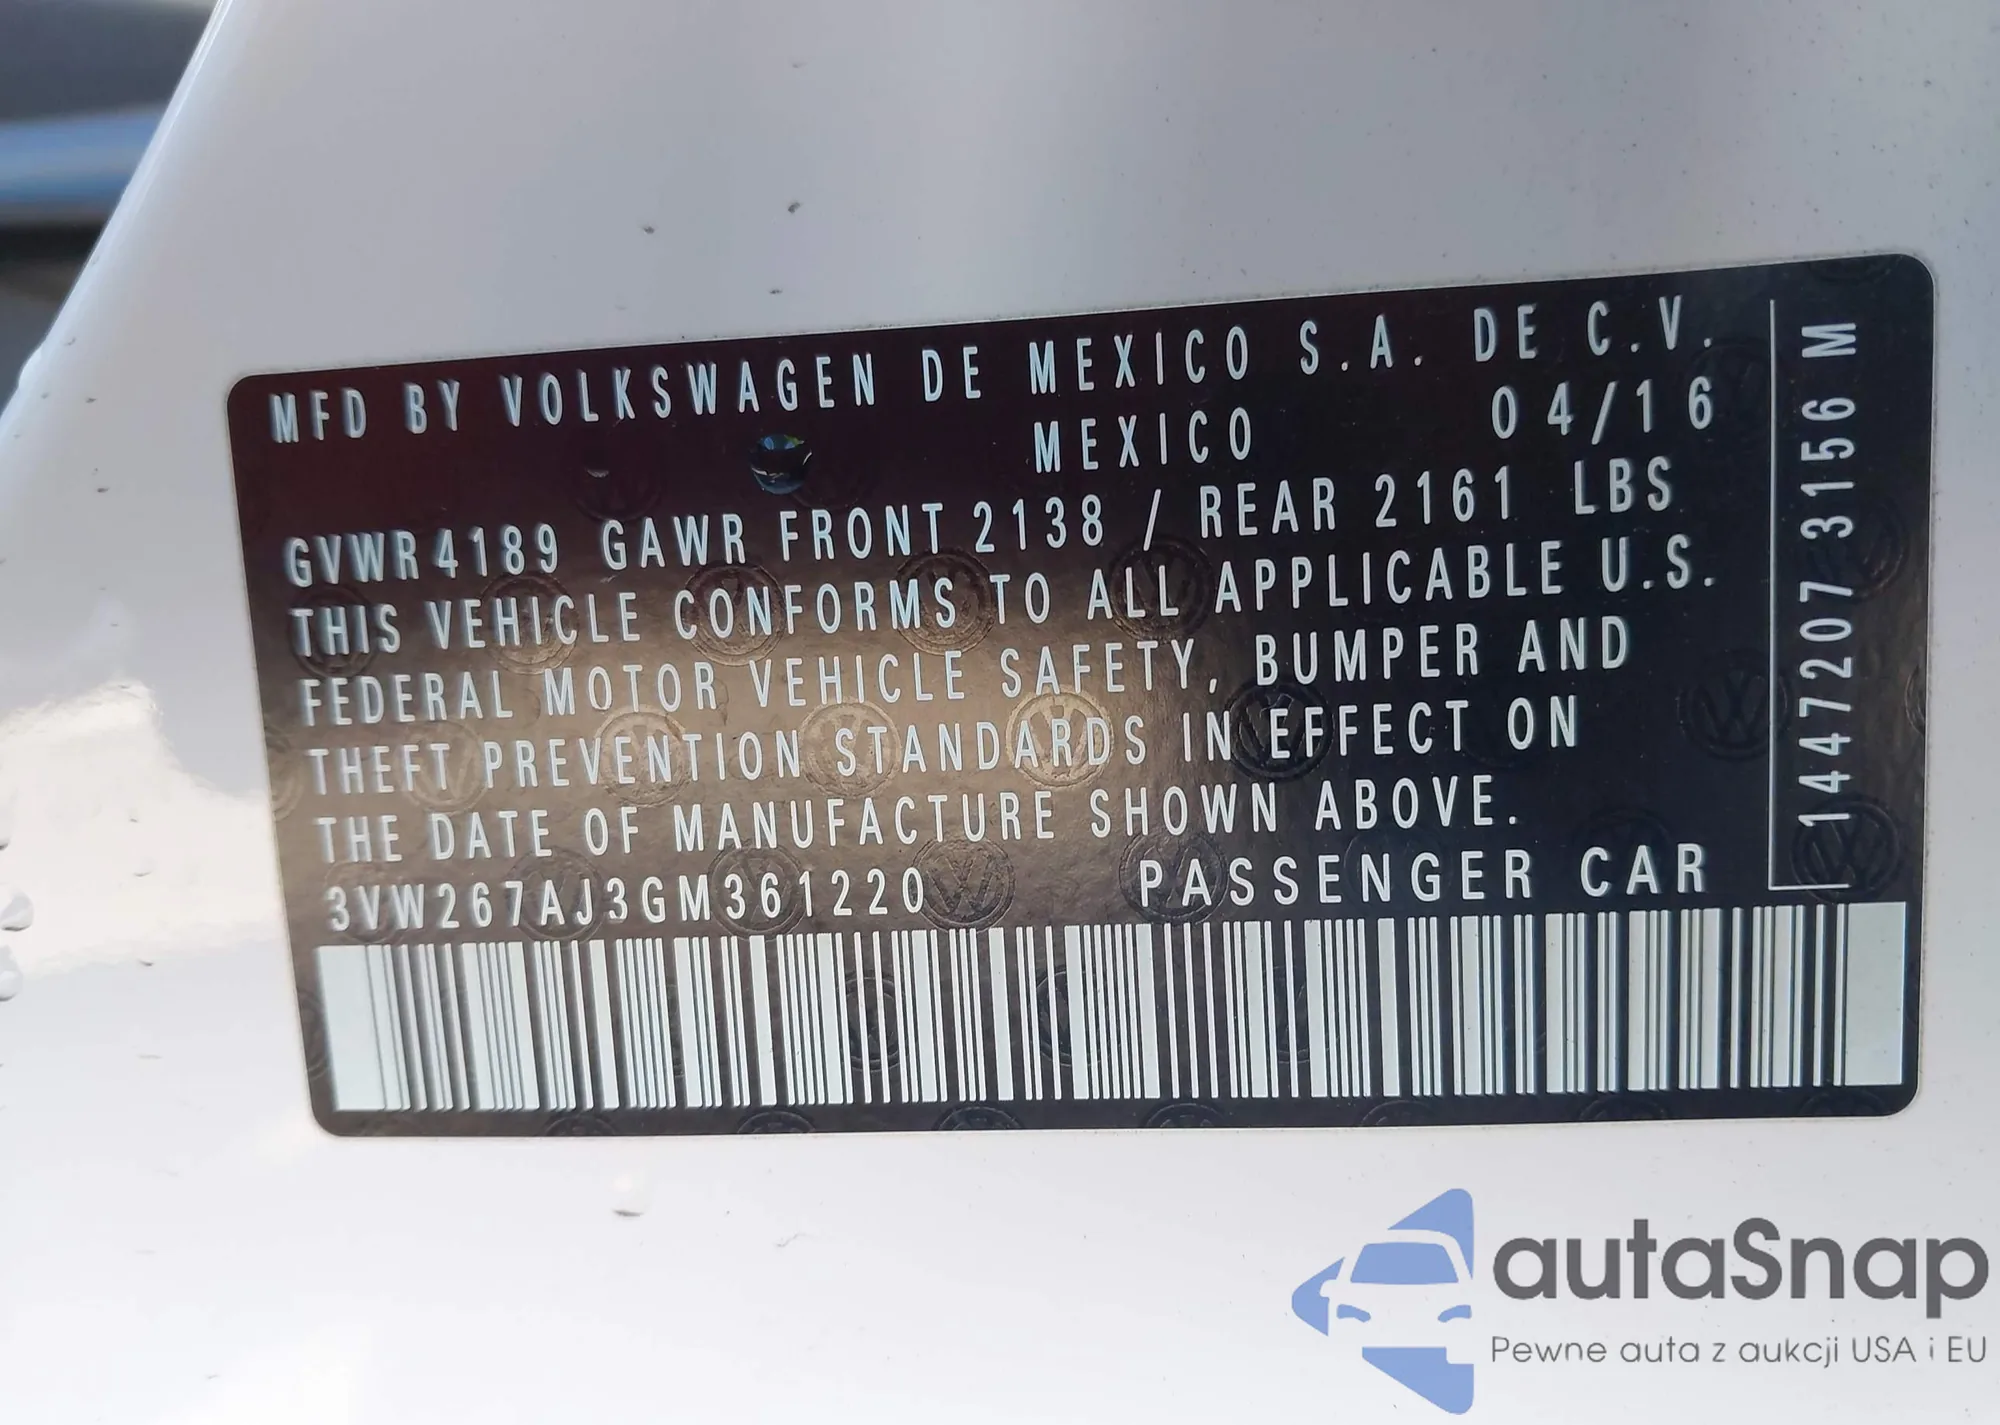 MFD BY VOLKSWAGEN DE MEXICO S.A. DE C.V.
MEXICO 04/16
GVWR 4189 GAWR FRONT 2138 / REAR 2161 LBS
THIS VEHICLE CONFORMS TO ALL APPLICABLE U.S.
FEDERAL MOTOR VEHICLE SAFETY, BUMPER AND
THEFT PREVENTION STANDARDS IN EFFECT ON
THE DATE OF MANUFACTURE SHOWN ABOVE.
3VW267AJ3GM361220 PASSENGER CAR
1447207 3156 M
autaSnap
Pewne auta z aukcji USA i EU